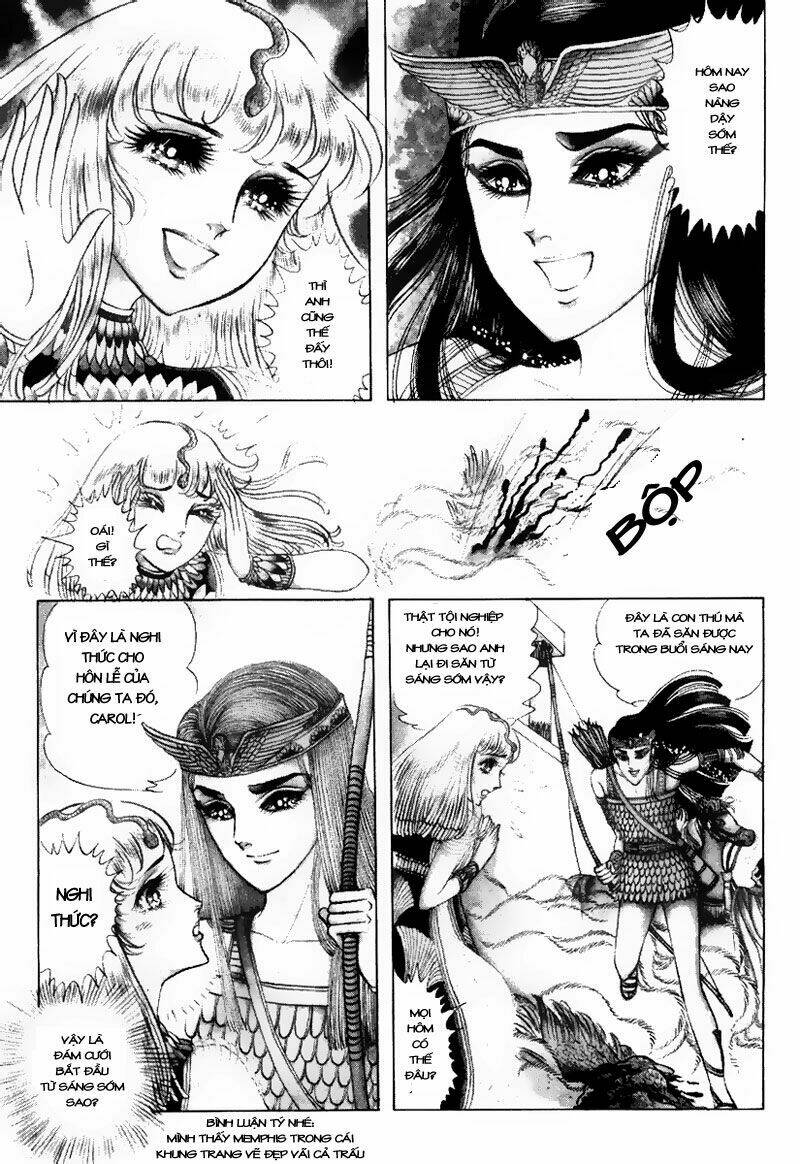 HÔM NAY
SAO
NÀNG
DẬY
SỚM
THẾ?
THÌ
ANH
CŨNG
THẾ
ĐẤY
THÔI!
BỘP
OÁI!
GÌ
THẾ?
ĐÂY LÀ CON THÚ MÀ
TA ĐÃ SĂN ĐƯỢC
TRONG BUỔI SÁNG NAY
THẬT TỘI NGHIỆP
CHO NÓ!
NHƯNG SAO ANH
LẠI ĐI SĂN TỪ
SÁNG SỚM VẬY?
MỌI
HÔM
CÓ
THẾ
ĐÂU?
VÌ ĐÂY LÀ NGHI
THỨC CHO
HÔN LỄ CỦA
CHÚNG TA ĐÓ,
CAROL!
NGHI
THỨC?
VẬY LÀ
ĐÁM CƯỚI
BẮT ĐẦU
TỪ SÁNG SỚM
SAO?
BÌNH LUẬN TÝ NHÉ:
MÌNH THẤY MEMPHIS TRONG CÁI
KHUNG TRANG VẼ ĐẸP VÃI CẢ TRẤU